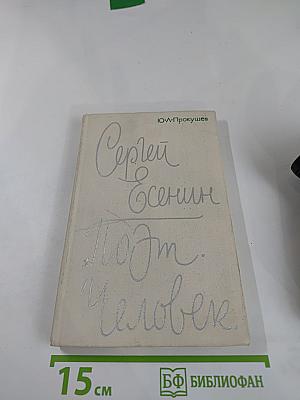 Ю·Л·Прокушев
Сергей
Есенин
Поэт.
Человек.
15 см
БФ БИБЛИОФАН